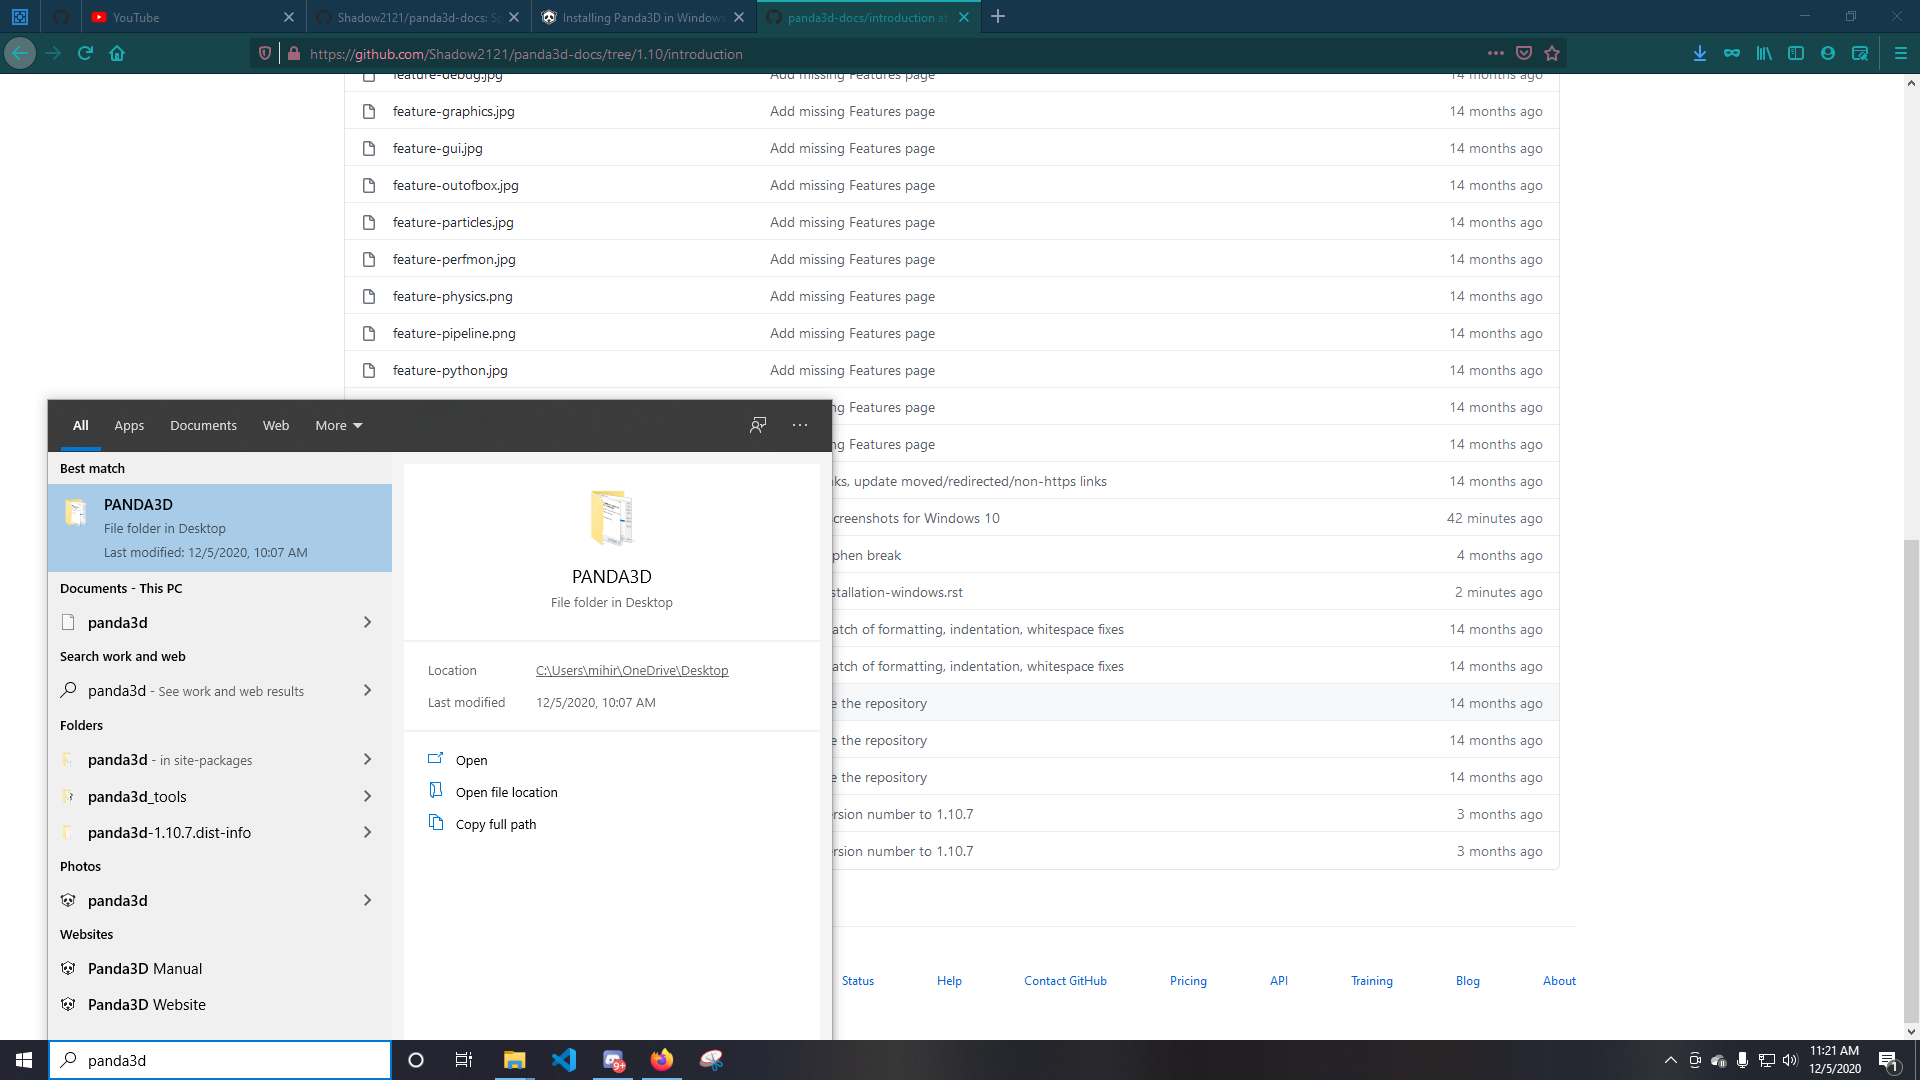 YouTube
Shadow2121/panda3d-docs: Sp
Installing Panda3D in Windows
panda3d-docs/introduction at
https://github.com/Shadow2121/panda3d-docs/tree/1.10/introduction
feature-debug.jpg Add missing Features page 14 months ago
feature-graphics.jpg Add missing Features page 14 months ago
feature-gui.jpg Add missing Features page 14 months ago
feature-outofbox.jpg Add missing Features page 14 months ago
feature-particles.jpg Add missing Features page 14 months ago
feature-perfmon.jpg Add missing Features page 14 months ago
feature-physics.png Add missing Features page 14 months ago
feature-pipeline.png Add missing Features page 14 months ago
feature-python.jpg Add missing Features page 14 months ago
ng Features page 14 months ago
ng Features page 14 months ago
ks, update moved/redirected/non-https links 14 months ago
creenshots for Windows 10 42 minutes ago
phen break 4 months ago
stallation-windows.rst 2 minutes ago
atch of formatting, indentation, whitespace fixes 14 months ago
atch of formatting, indentation, whitespace fixes 14 months ago
e the repository 14 months ago
e the repository 14 months ago
e the repository 14 months ago
ersion number to 1.10.7 3 months ago
ersion number to 1.10.7 3 months ago
Status Help Contact GitHub Pricing API Training Blog About
All Apps Documents Web More
Best match
PANDA3D
File folder in Desktop
Last modified: 12/5/2020, 10:07 AM
Documents - This PC
panda3d
Search work and web
panda3d - See work and web results
Folders
panda3d - in site-packages
panda3d_tools
panda3d-1.10.7.dist-info
Photos
panda3d
Websites
Panda3D Manual
Panda3D Website
PANDA3D
File folder in Desktop
Location C:\Users\mihir\OneDrive\Desktop
Last modified 12/5/2020, 10:07 AM
Open
Open file location
Copy full path
panda3d
9+
11:21 AM
12/5/2020
1